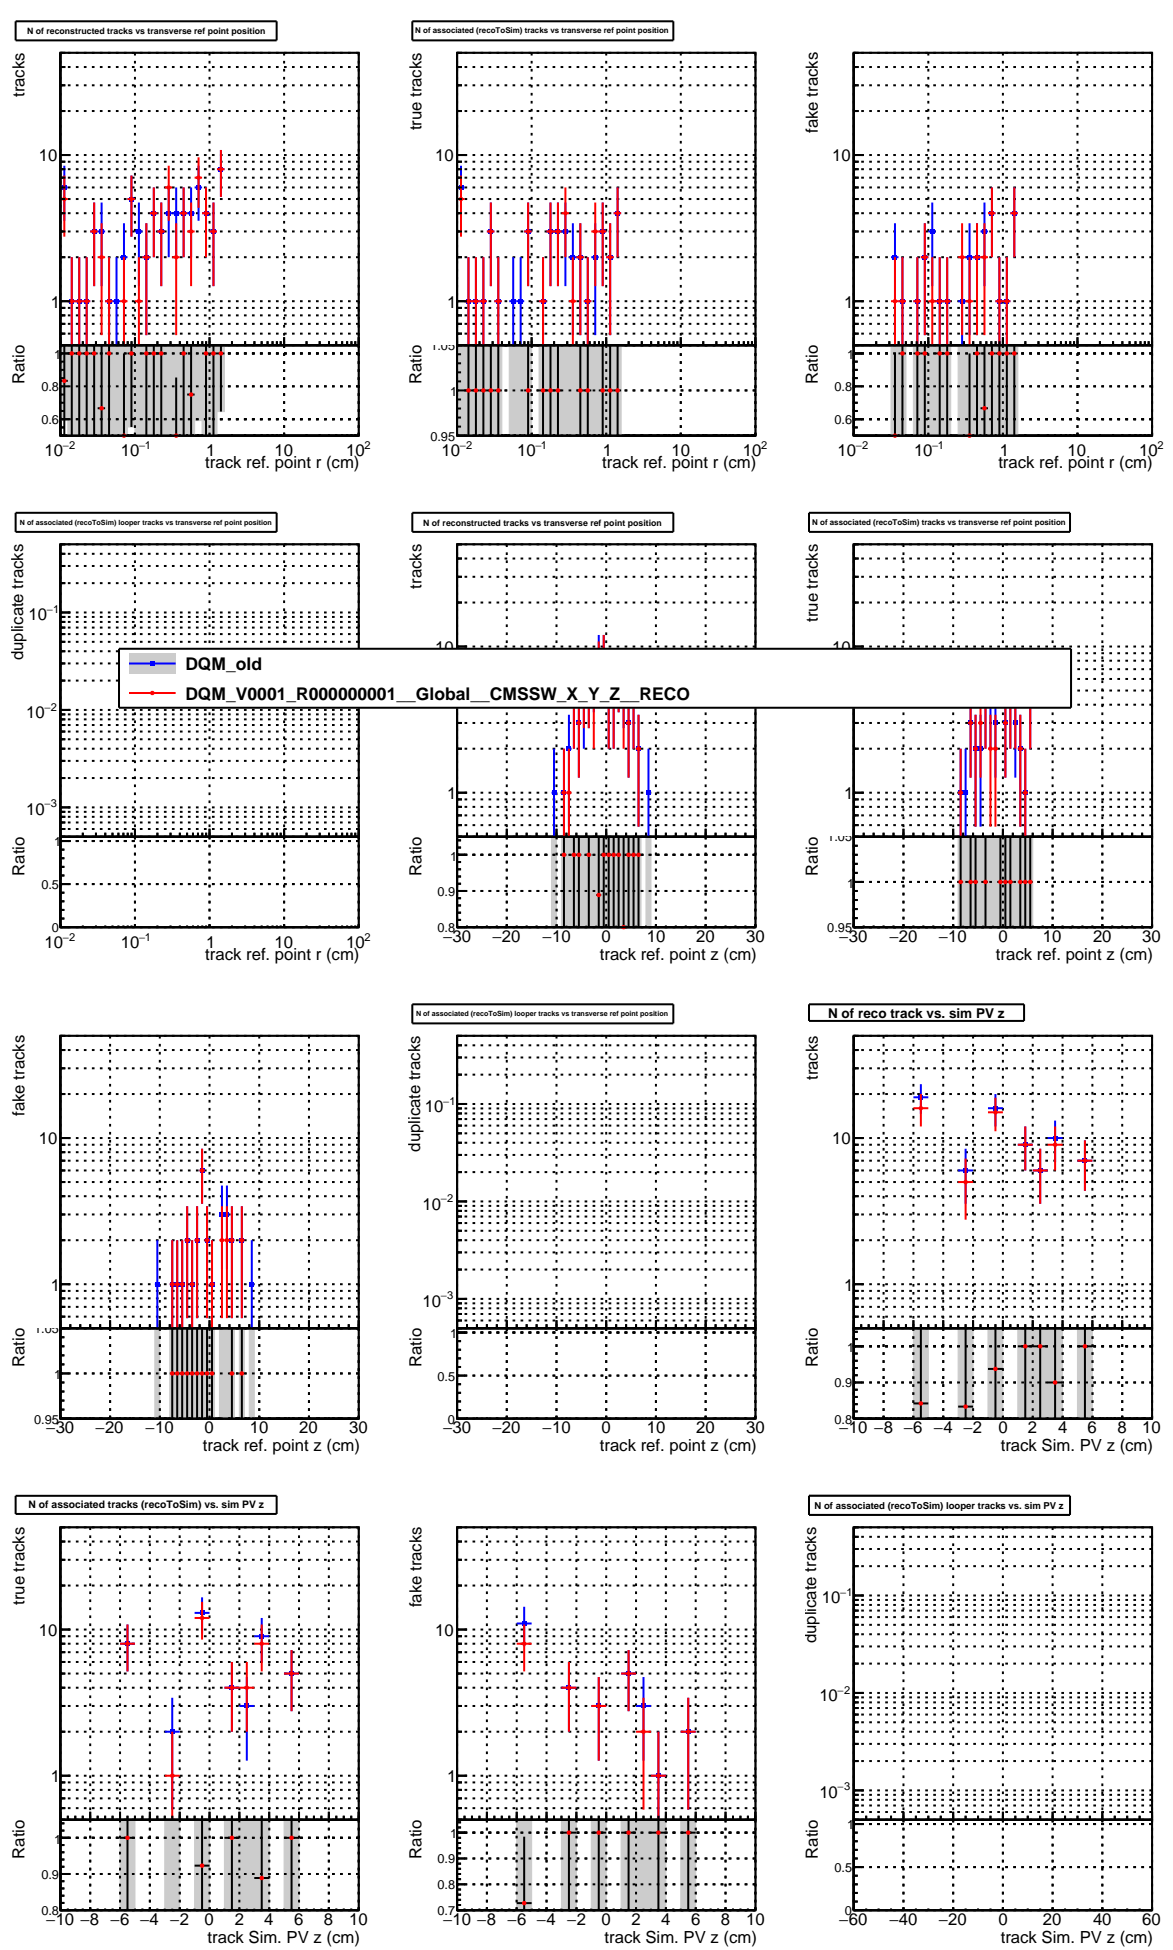 N of reconstructed tracks vs transverse ref point position
tracks
10
1
Ratio
1
0.8
0.6
10−2 10−1 1 10 102
track ref. point r (cm)
N of associated (recoToSim) tracks vs transverse ref point position
true tracks
10
1
Ratio
1.05
1
0.95
10−2 10−1 1 10 102
track ref. point r (cm)
fake tracks
10
1
Ratio
1
0.8
0.6
10−2 10−1 1 10 102
track ref. point r (cm)
N of associated (recoToSim) looper tracks vs transverse ref point position
duplicate tracks
10−1
10−2
10−3
Ratio
1
0.5
0
10−2 10−1 1 10 102
track ref. point r (cm)
N of reconstructed tracks vs transverse ref point position
tracks
10
1
Ratio
1
0.9
0.8
−30 −20 −10 0 10 20 30
track ref. point z (cm)
N of associated (recoToSim) tracks vs transverse ref point position
true tracks
10
1
Ratio
1.05
1
0.95
−30 −20 −10 0 10 20 30
track ref. point z (cm)
DQM_old
DQM_V0001_R000000001__Global__CMSSW_X_Y_Z__RECO
fake tracks
10
1
Ratio
1.05
1
0.95
−30 −20 −10 0 10 20 30
track ref. point z (cm)
N of associated (recoToSim) looper tracks vs transverse ref point position
duplicate tracks
10−1
10−2
10−3
Ratio
1
0.5
0
−30 −20 −10 0 10 20 30
track ref. point z (cm)
N of reco track vs. sim PV z
tracks
10
1
Ratio
1
0.9
0.8
−10 −8 −6 −4 −2 0 2 4 6 8 10
track Sim. PV z (cm)
N of associated tracks (recoToSim) vs. sim PV z
true tracks
10
1
Ratio
1
0.9
0.8
−10 −8 −6 −4 −2 0 2 4 6 8 10
track Sim. PV z (cm)
fake tracks
10
1
Ratio
1
0.9
0.8
0.7
−10 −8 −6 −4 −2 0 2 4 6 8 10
track Sim. PV z (cm)
N of associated (recoToSim) looper tracks vs. sim PV z
duplicate tracks
10−1
10−2
10−3
Ratio
1
0.5
0
−60 −40 −20 0 20 40 60
track Sim. PV z (cm)